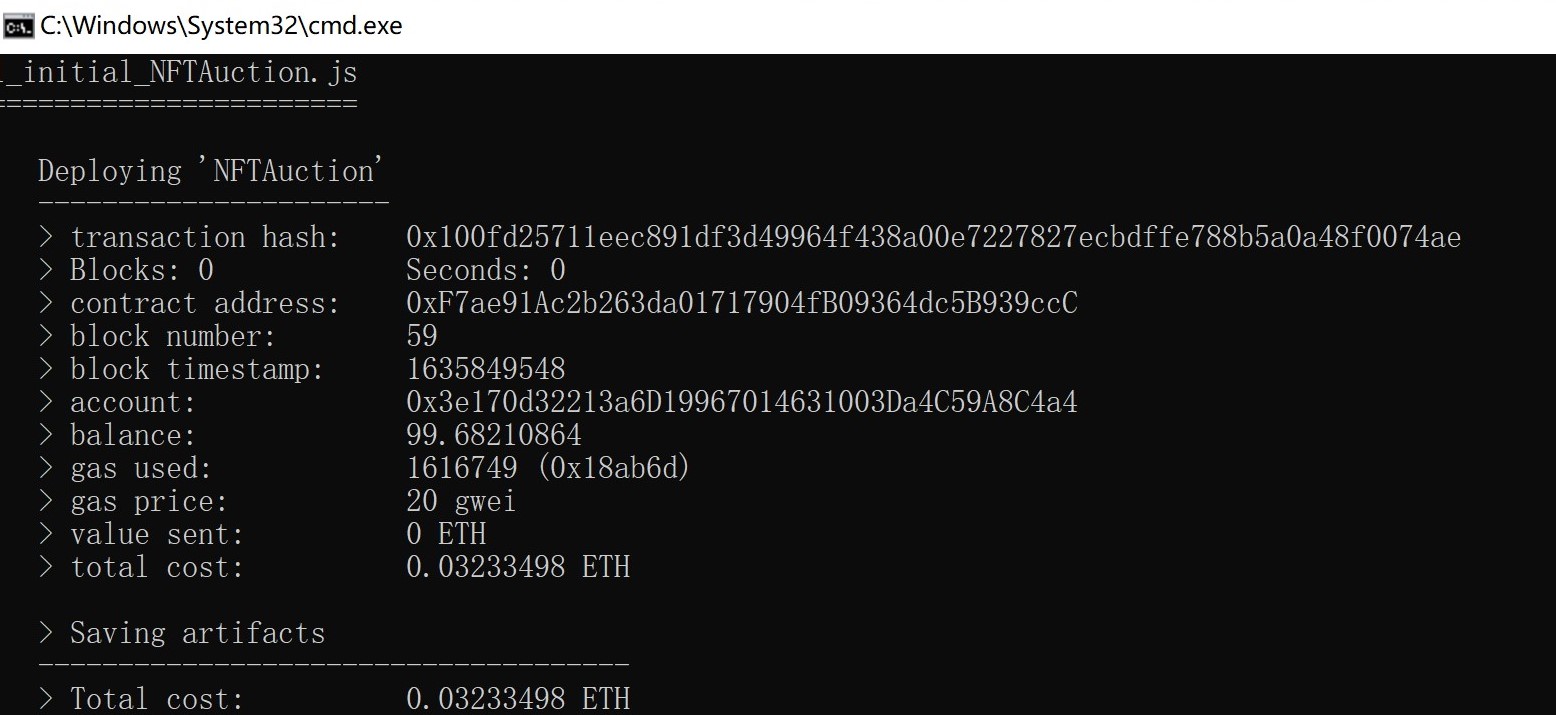 C:\Windows\System32\cmd.exe
_initial_NFTAuction.js
======================
Deploying 'NFTAuction'
----------------------
> transaction hash: 0x100fd25711eec891df3d49964f438a00e7227827ecbdffe788b5a0a48f0074ae
> Blocks: 0 Seconds: 0
> contract address: 0xF7ae91Ac2b263da01717904fB09364dc5B939ccC
> block number: 59
> block timestamp: 1635849548
> account: 0x3e170d32213a6D19967014631003Da4C59A8C4a4
> balance: 99.68210864
> gas used: 1616749 (0x18ab6d)
> gas price: 20 gwei
> value sent: 0 ETH
> total cost: 0.03233498 ETH
> Saving artifacts
-------------------------------------
> Total cost: 0.03233498 ETH